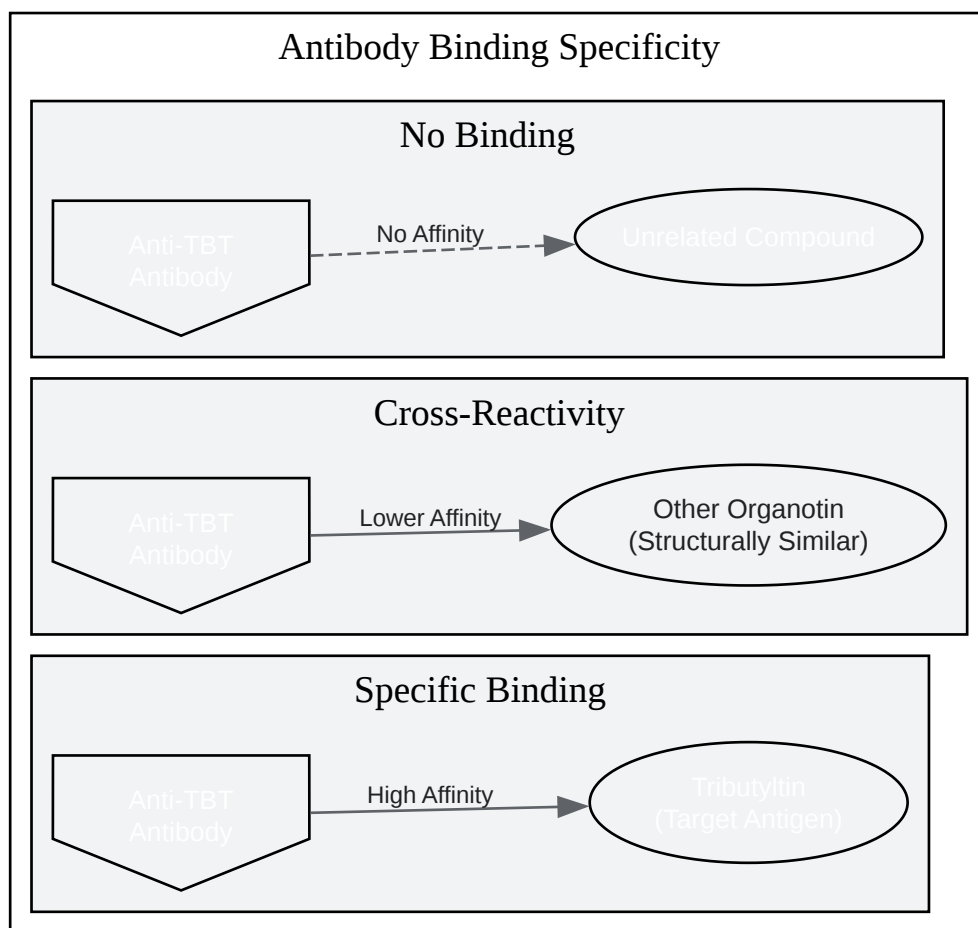 Antibody Binding Specificity
No Binding
Anti-TBT
Antibody
No Affinity
Unrelated Compound
Cross-Reactivity
Anti-TBT
Antibody
Lower Affinity
Other Organotin
(Structurally Similar)
Specific Binding
Anti-TBT
Antibody
High Affinity
Tributyltin
(Target Antigen)